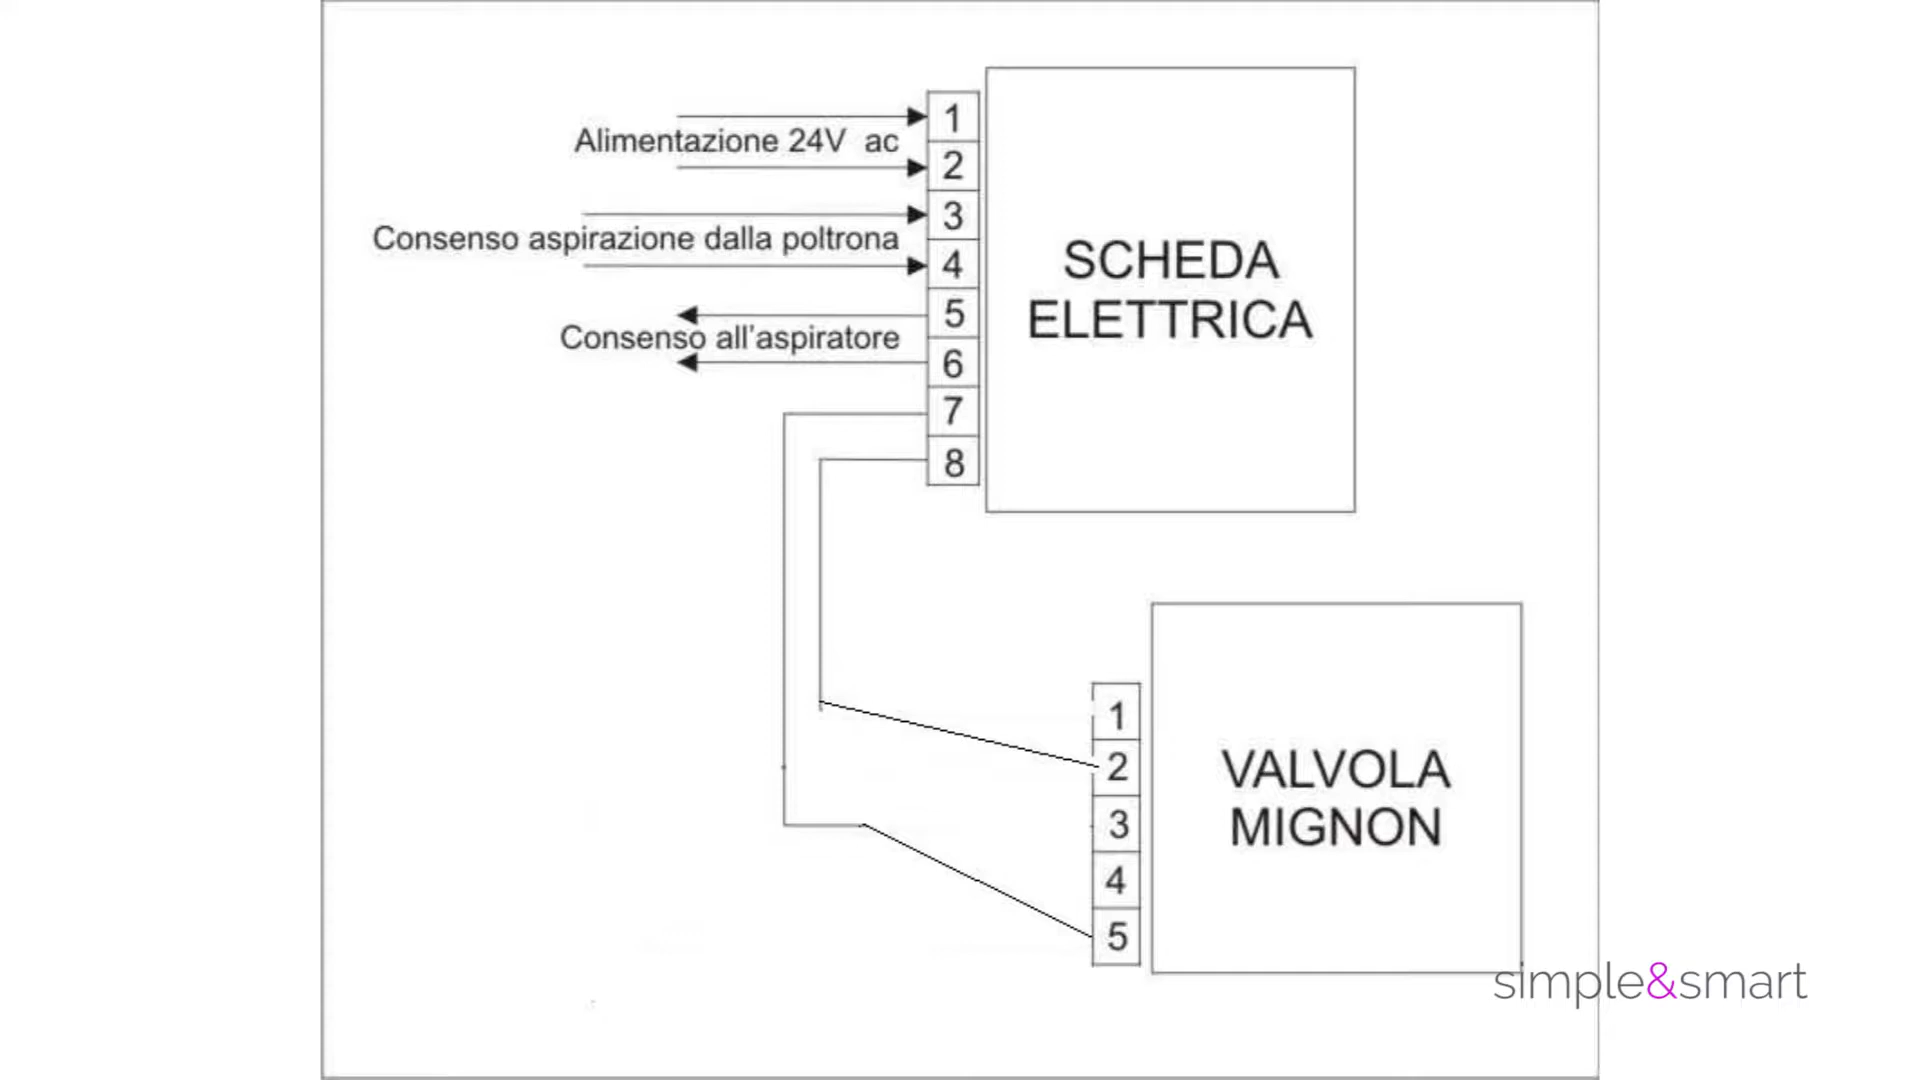 1
Alimentazione 24V ac
2
3
Consenso aspirazione dalla poltrona
4
SCHEDA
ELETTRICA
5
Consenso all'aspiratore
6
7
8
1
2
3
4
5
VALVOLA
MIGNON
simple&smart